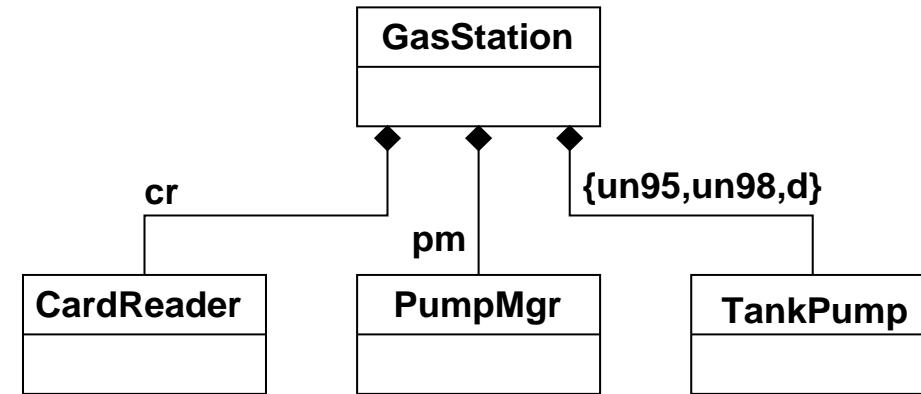 GasStation
cr
{un95,un98,d}
pm
CardReader
PumpMgr
TankPump